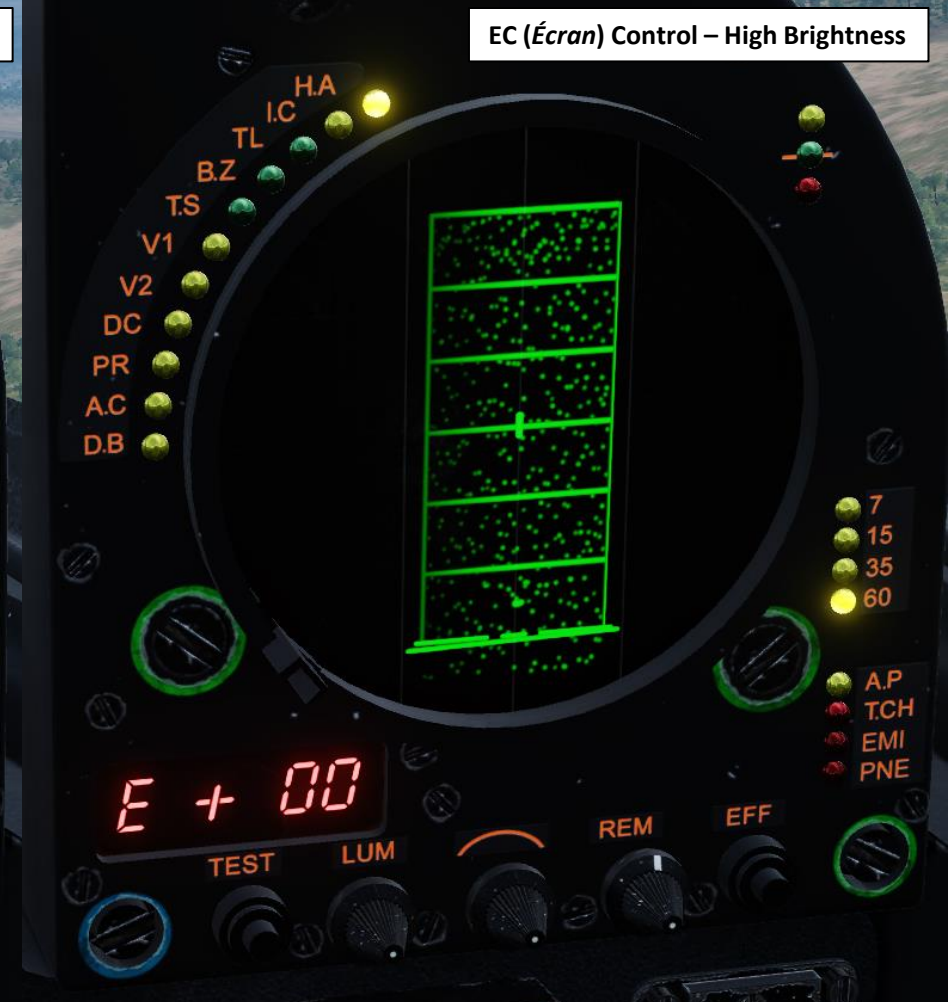 EC (Écran) Control – High Brightness
H.A
I.C
TL
B.Z
T.S
V1
V2
DC
PR
A.C
D.B
7
15
35
60
A.P
T.CH
EMI
PNE
E + 00
TEST
LUM
REM
EFF